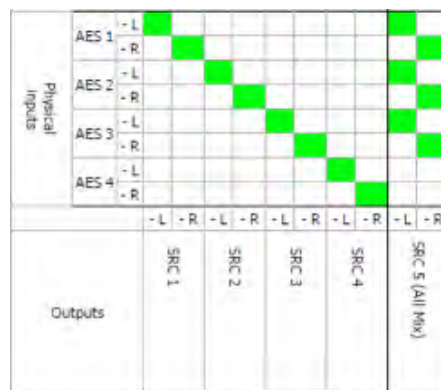 Physical
inputs
AES 1
- L
- R
AES 2
- L
- R
AES 3
- L
- R
AES 4
- L
- R
- L - R - L - R - L - R - L - R - L - R
Outputs
SRC 1
SRC 2
SRC 3
SRC 4
SRC 5 (All Mix)